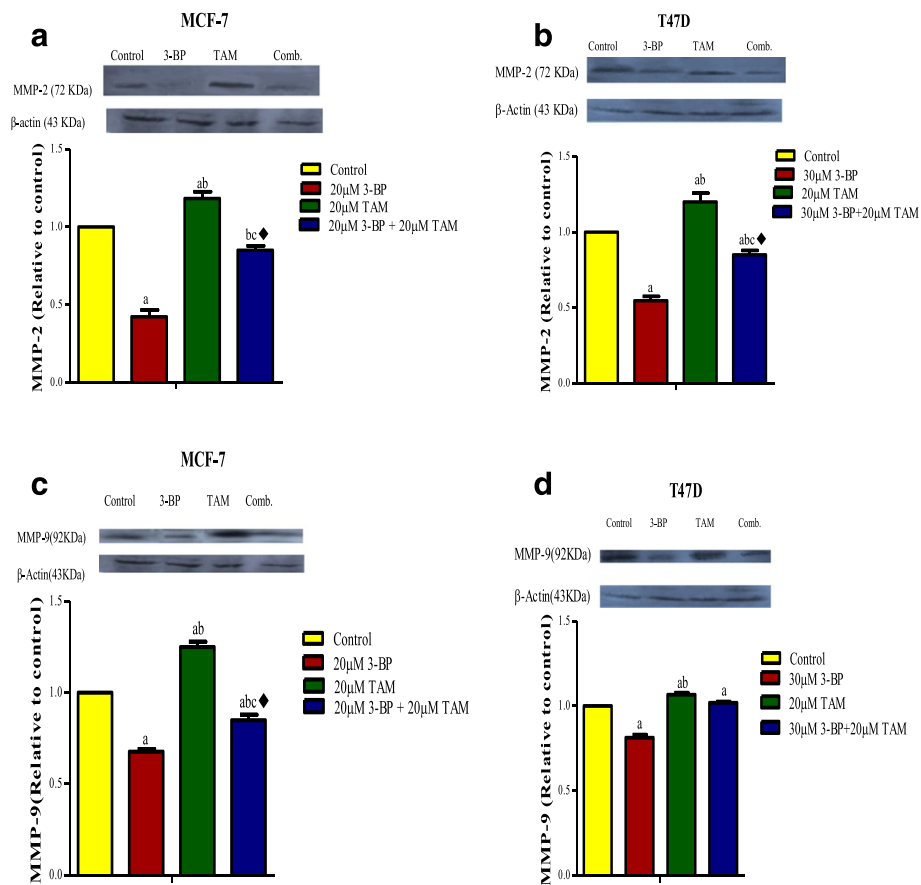 MCF-7
a
Control 3-BP TAM Comb.
MMP-2 (72 KDa)
β-actin (43 KDa)
MMP-2 (Relative to control)
1.5
1.0
0.5
0.0
a
ab
bc♦
Control
20µM 3-BP
20µM TAM
20µM 3-BP + 20µM TAM
T47D
b
Control 3-BP TAM Comb.
MMP-2 (72 KDa)
β-Actin (43 KDa)
MMP-2 (Relative to control)
1.5
1.0
0.5
0.0
a
ab
abc♦
Control
30µM 3-BP
20µM TAM
30µM 3-BP+20µM TAM
MCF-7
c
Control 3-BP TAM Comb.
MMP-9(92KDa)
β-Actin(43KDa)
MMP-9(Relative to control)
1.5
1.0
0.5
0.0
a
ab
abc♦
Control
20µM 3-BP
20µM TAM
20µM 3-BP + 20µM TAM
T47D
d
Control 3-BP TAM Comb.
MMP-9(92KDa)
β-Actin(43KDa)
MMP-9 (Relative to control)
1.5
1.0
0.5
0.0
a
ab
a
Control
30µM 3-BP
20µM TAM
30µM 3-BP+20µM TAM